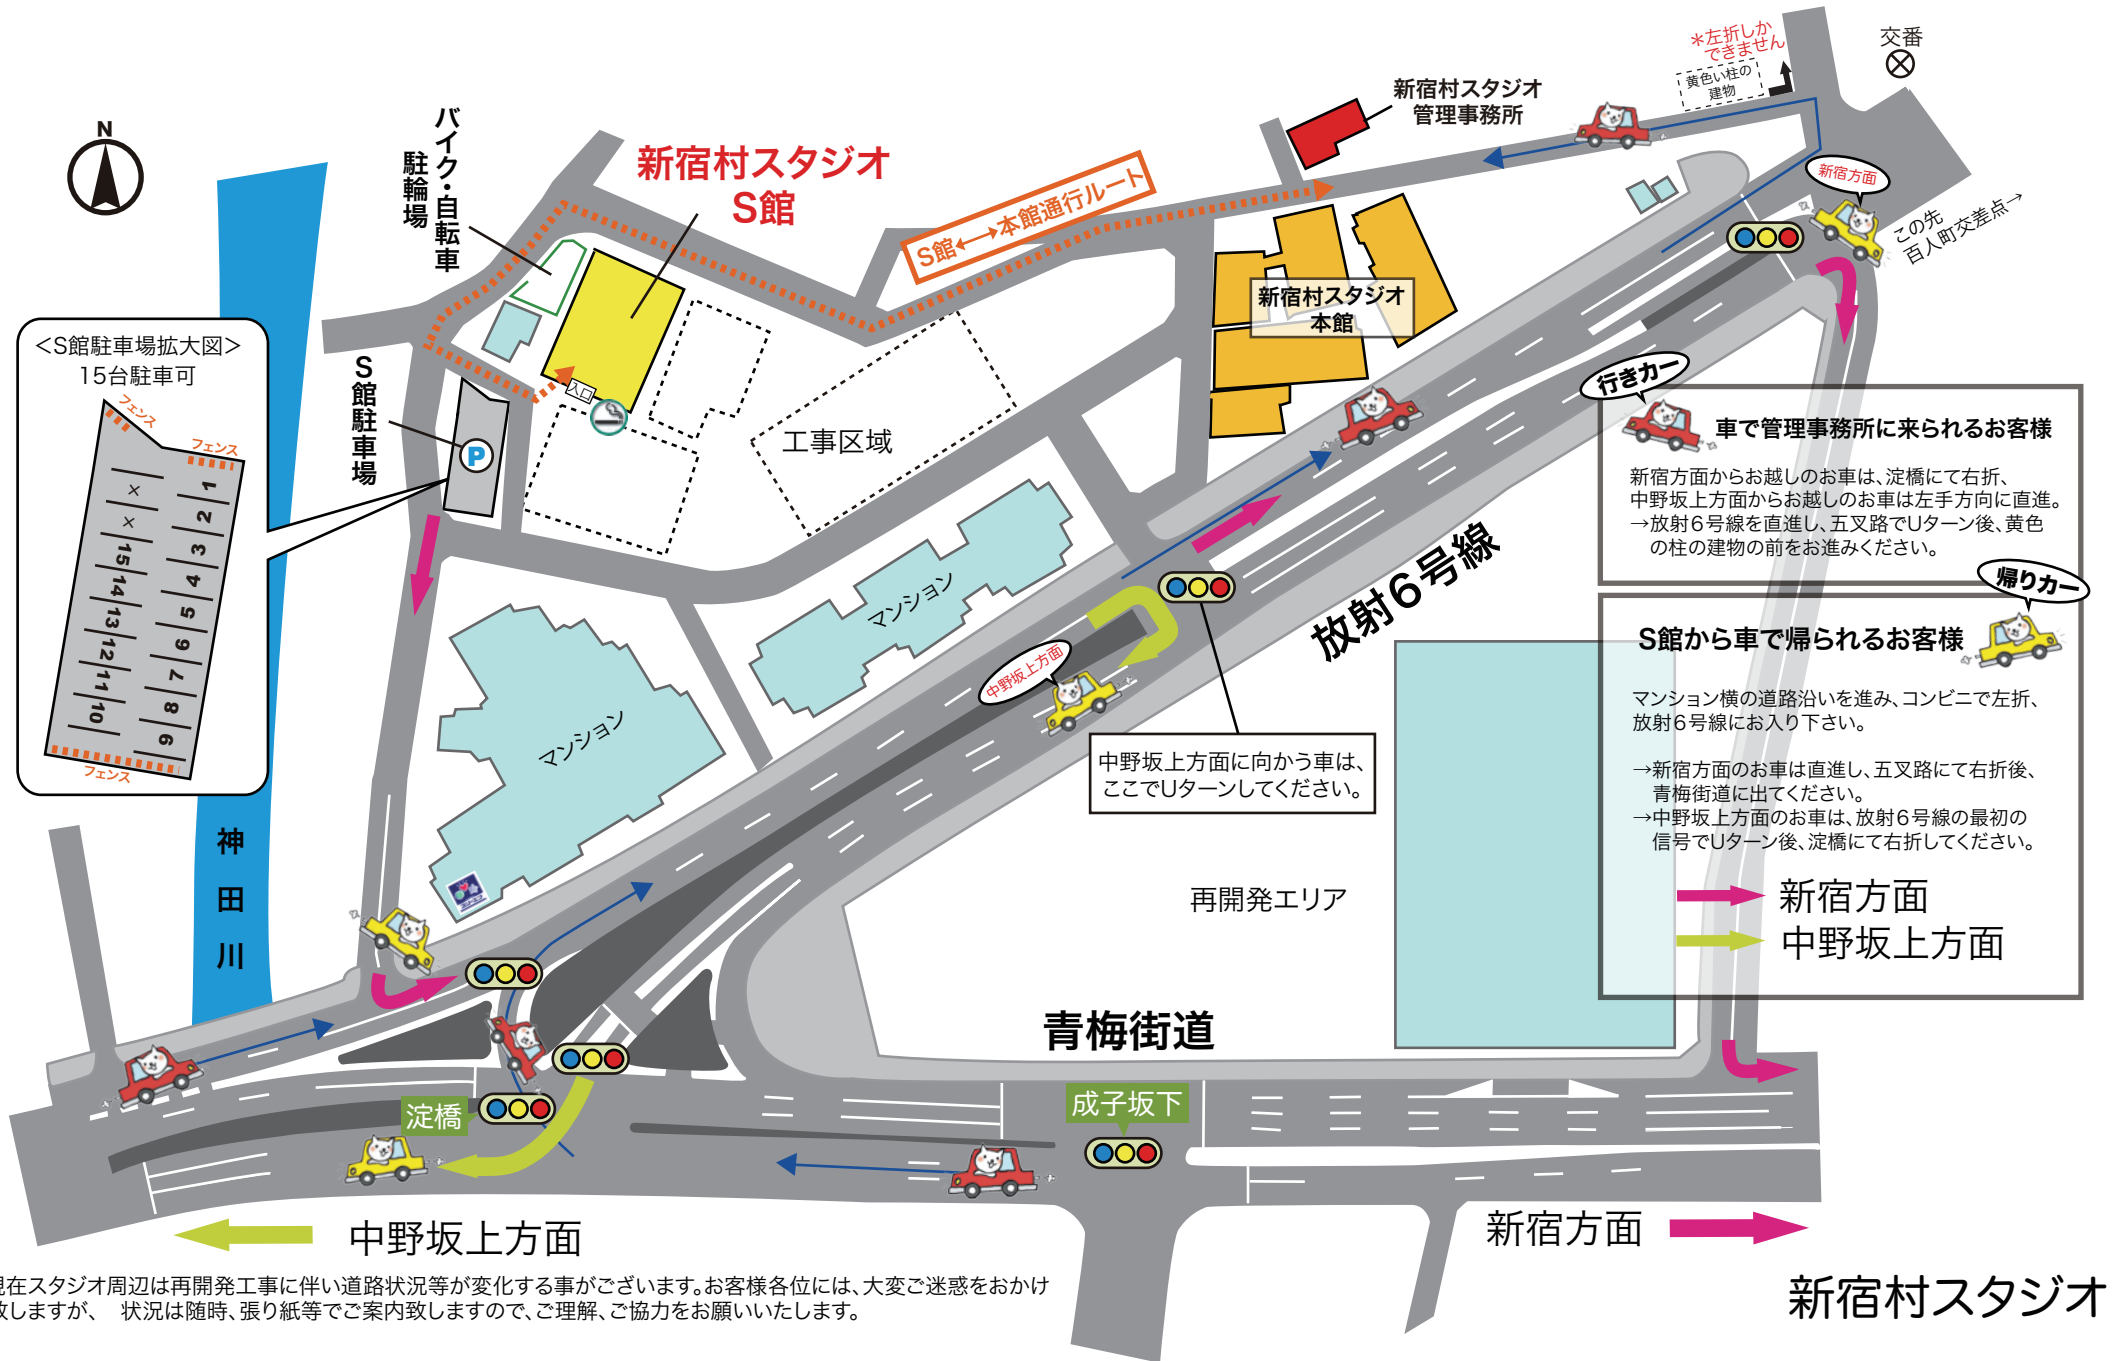 N
バイク・自転車
駐輪場
新宿村スタジオ
S館
新宿村スタジオ
管理事務所
＊左折しか
できません
黄色い柱の
建物
交番
S館⟷本館通行ルート
新宿方面
この先
百人町交差点→
新宿村スタジオ
本館
＜S館駐車場拡大図＞
15台駐車可
フェンス
フェンス
×
×
15
14
13
12
11
10
1
2
3
4
5
6
7
8
9
フェンス
S館駐車場
P
入口
工事区域
マンション
マンション
放射6号線
中野坂上方面
中野坂上方面に向かう車は、
ここでUターンしてください。
行きカー
車で管理事務所に来られるお客様
新宿方面からお越しのお車は、淀橋にて右折、
中野坂上方面からお越しのお車は左手方向に直進。
→放射6号線を直進し、五叉路でUターン後、黄色
の柱の建物の前をお進みください。
帰りカー
S館から車で帰られるお客様
マンション横の道路沿いを進み、コンビニで左折、
放射6号線にお入り下さい。
→新宿方面のお車は直進し、五叉路にて右折後、
青梅街道に出てください。
→中野坂上方面のお車は、放射6号線の最初の
信号でUターン後、淀橋にて右折してください。
新宿方面
中野坂上方面
神田川
再開発エリア
青梅街道
淀橋
成子坂下
中野坂上方面
新宿方面
現在スタジオ周辺は再開発工事に伴い道路状況等が変化する事がございます。お客様各位には、大変ご迷惑をおかけ
致しますが、 状況は随時、張り紙等でご案内致しますので、ご理解、ご協力をお願いいたします。
新宿村スタジオ